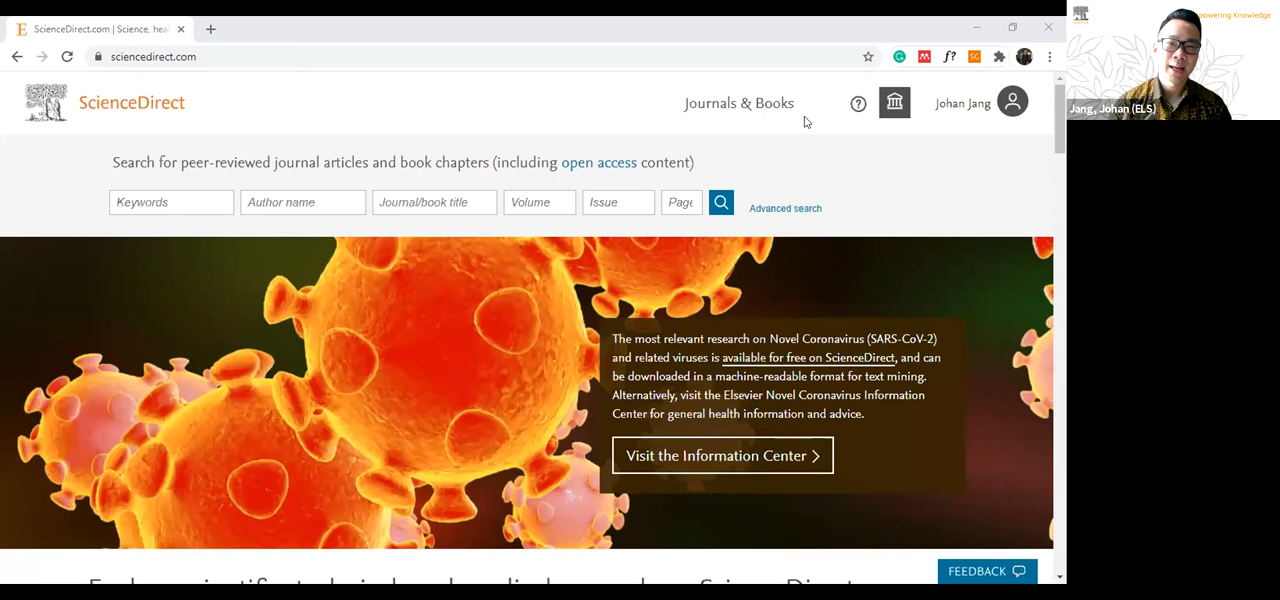 ScienceDirect.com | Science, hea
sciencedirect.com
ScienceDirect
Journals & Books
Johan Jang
Search for peer-reviewed journal articles and book chapters (including open access content)
Keywords
Author name
Journal/book title
Volume
Issue
Page
Advanced search
The most relevant research on Novel Coronavirus (SARS-CoV-2)
and related viruses is available for free on ScienceDirect, and can
be downloaded in a machine-readable format for text mining.
Alternatively, visit the Elsevier Novel Coronavirus Information
Center for general health information and advice.
Visit the Information Center
FEEDBACK
Knowledge
Jang, Johan (ELS)